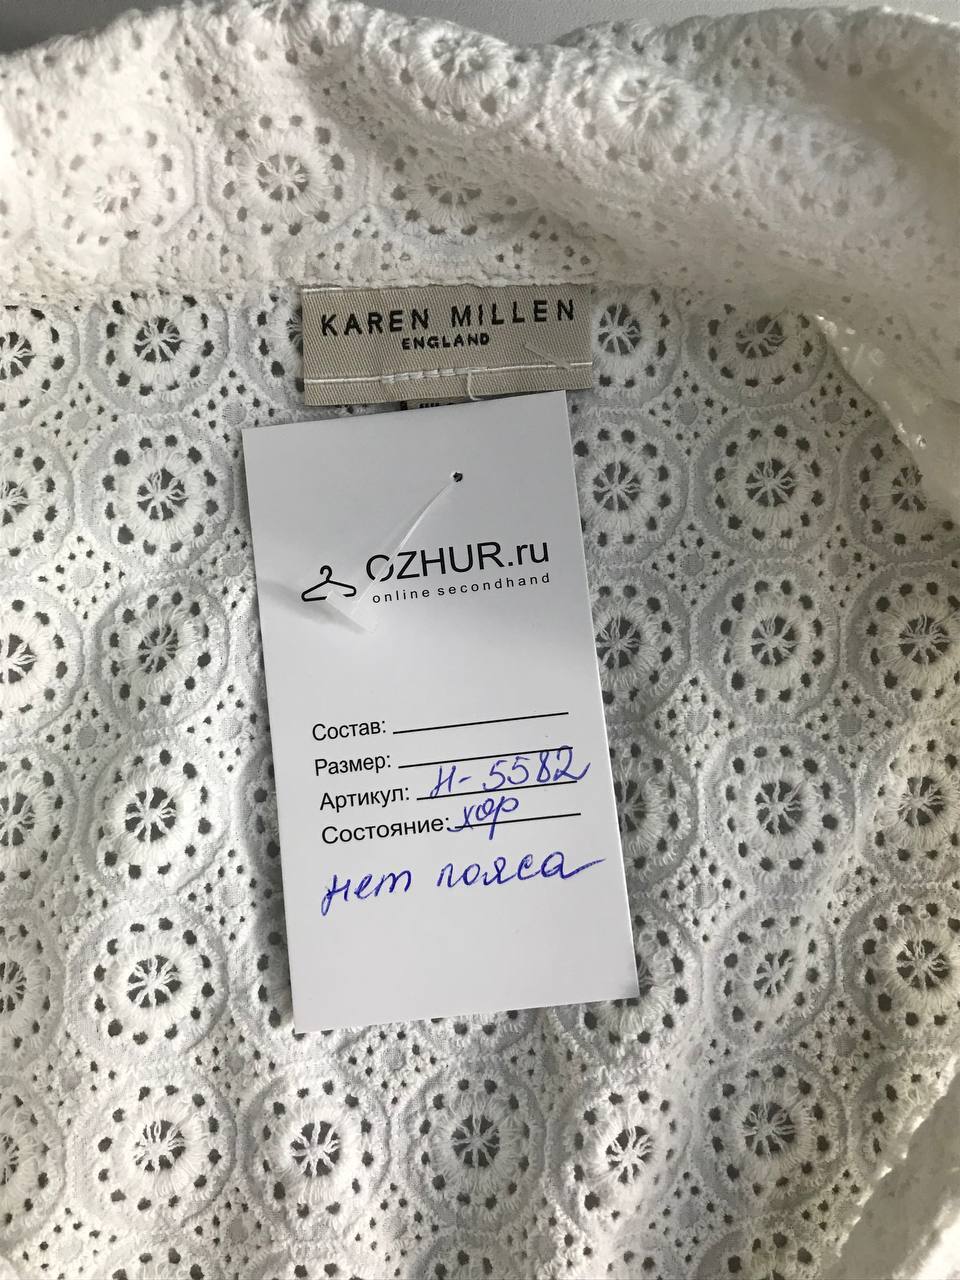 KAREN MILLEN
ENGLAND
OZHUR.ru
online secondhand
Состав:
Размер:
Артикул: Н-5582
Состояние: хор
нет пояса